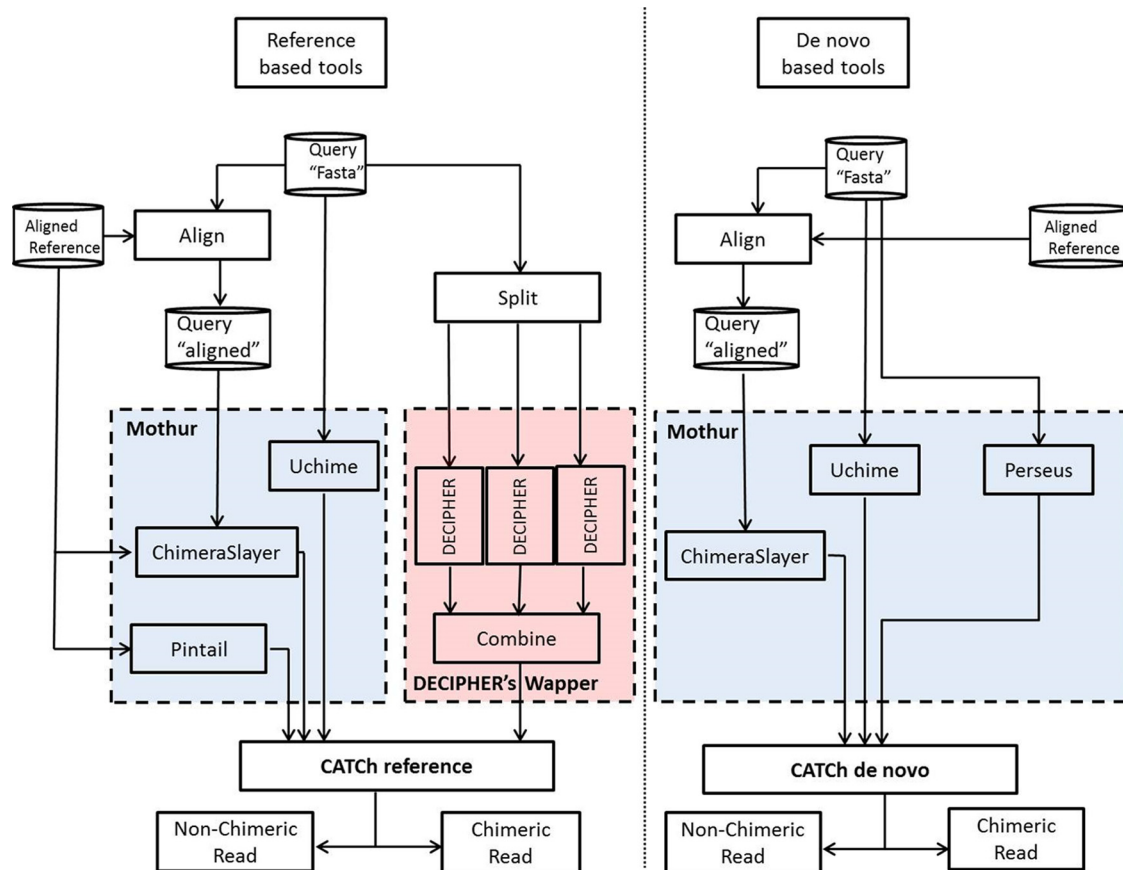 Reference
based tools
De novo
based tools
Query
“Fasta”
Aligned
Reference
Align
Query
“aligned”
Split
Mothur
Uchime
ChimeraSlayer
Pintail
DECIPHER
DECIPHER
DECIPHER
Combine
DECIPHER’s Wapper
CATCh reference
Non-Chimeric
Read
Chimeric
Read
Query
“Fasta”
Align
Aligned
Reference
Query
“aligned”
Mothur
Uchime
Perseus
ChimeraSlayer
CATCh de novo
Non-Chimeric
Read
Chimeric
Read